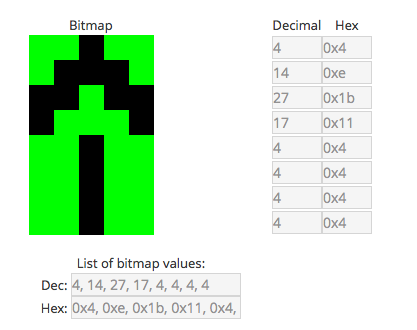 Bitmap Decimal Hex
4 0x4
14 0xe
27 0x1b
17 0x11
4 0x4
4 0x4
4 0x4
4 0x4
List of bitmap values:
Dec: 4, 14, 27, 17, 4, 4, 4, 4
Hex: 0x4, 0xe, 0x1b, 0x11, 0x4,